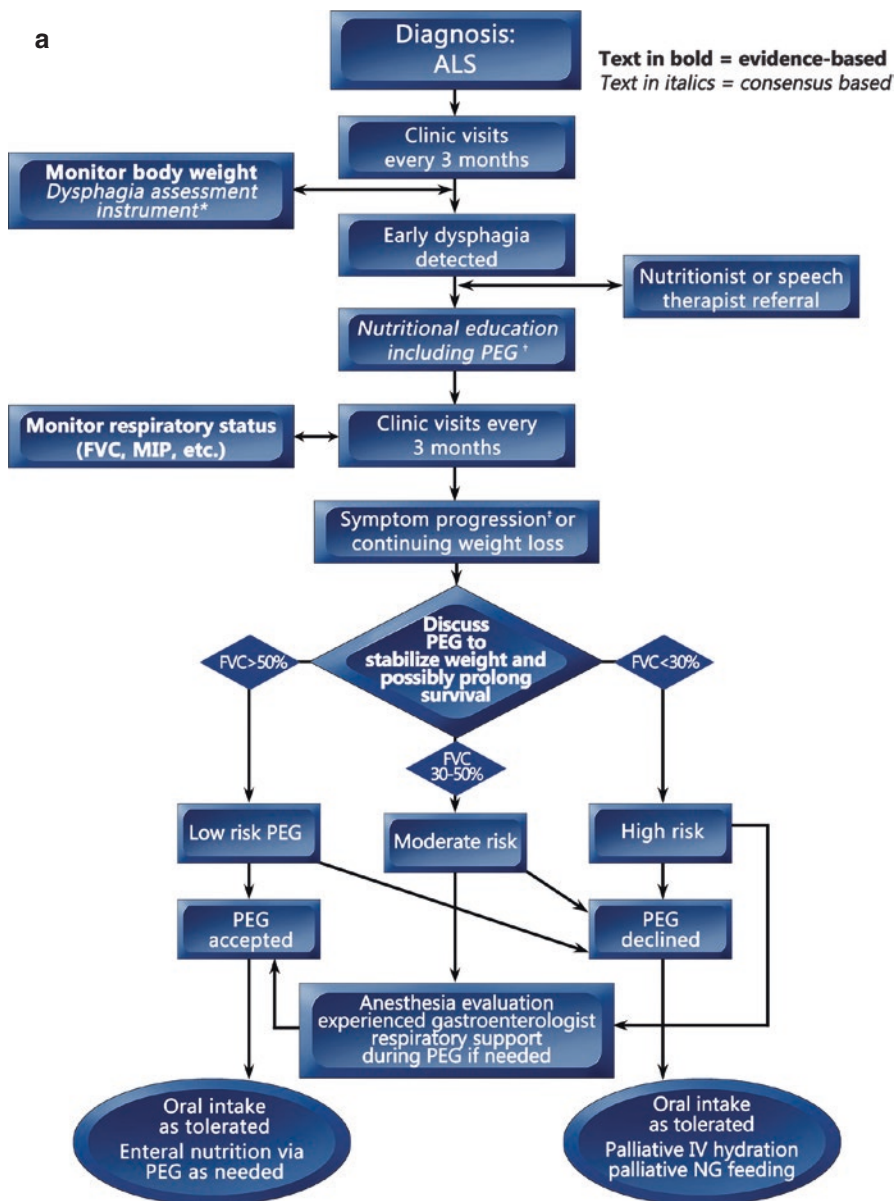 a
Diagnosis:
ALS
Text in bold = evidence-based
Text in italics = consensus based
Clinic visits
every 3 months
Monitor body weight
Dysphagia assessment
instrument*
Early dysphagia
detected
Nutritionist or speech
therapist referral
Nutritional education
including PEG †
Monitor respiratory status
(FVC, MIP, etc.)
Clinic visits every
3 months
Symptom progression‡ or
continuing weight loss
Discuss
PEG to
stabilize weight and
possibly prolong
survival
FVC>50%
FVC<30%
FVC
30-50%
Low risk PEG
Moderate risk
High risk
PEG
accepted
PEG
declined
Anesthesia evaluation
experienced gastroenterologist
respiratory support
during PEG if needed
Oral intake
as tolerated
Enteral nutrition via
PEG as needed
Oral intake
as tolerated
Palliative IV hydration
palliative NG feeding